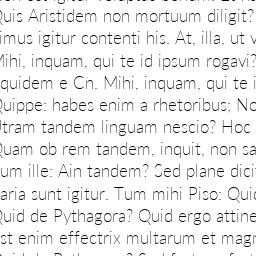 Quis Aristidem non mortuum diligit?
imus igitur contenti his. At, illa, ut v
Mihi, inquam, qui te id ipsum rogavi?
quidem e Cn. Mihi, inquam, qui te i
Quippe: habes enim a rhetoribus; No
Utram tandem linguam nescio? Hoc
Quam ob rem tandem, inquit, non sa
um ille: Ain tandem? Sed plane dici
aria sunt igitur. Tum mihi Piso: Quid
Quid de Pythagora? Quid ergo attine
st enim effectrix multarum et magn